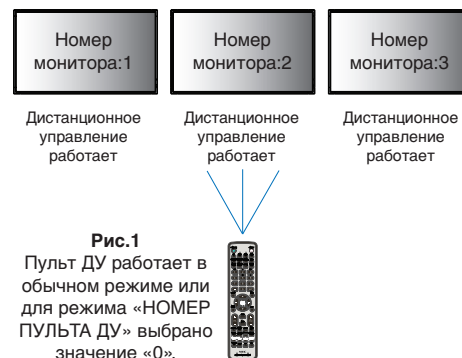 Номер
монитора:1
Номер
монитора:2
Номер
монитора:3
Дистанционное
управление
работает
Дистанционное
управление
работает
Дистанционное
управление
работает
Рис.1
Пульт ДУ работает в
обычном режиме или
для режима «НОМЕР
ПУЛЬТА ДУ» выбрано
значение «0».